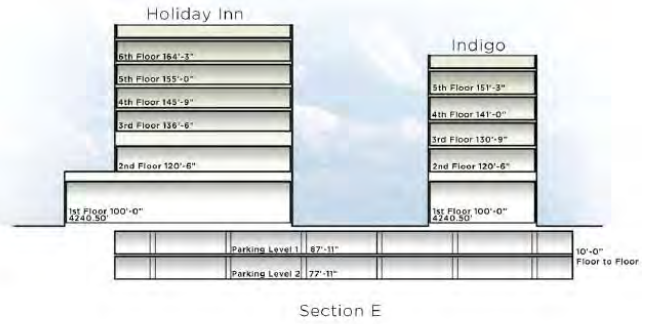 Holiday Inn
6th Floor 164'-3"
5th Floor 155'-0"
4th Floor 145'-9"
3rd Floor 136'-6"
2nd Floor 120'-6"
1st Floor 100'-0"
4240.50'
Indigo
5th Floor 151'-3"
4th Floor 141'-0"
3rd Floor 130'-9"
2nd Floor 120'-6"
1st Floor 100'-0"
4240.50'
Parking Level 1 87'-11"
Parking Level 2 77'-11"
10'-0"
Floor to Floor
Section E